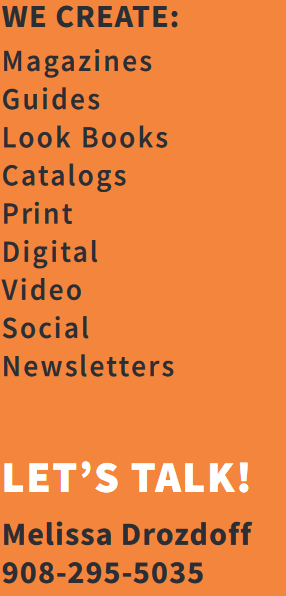 WE CREATE:
Magazines
Guides
Look Books
Catalogs
Print
Digital
Video
Social
Newsletters
LET’S TALK!
Melissa Drozdoff
908-295-5035